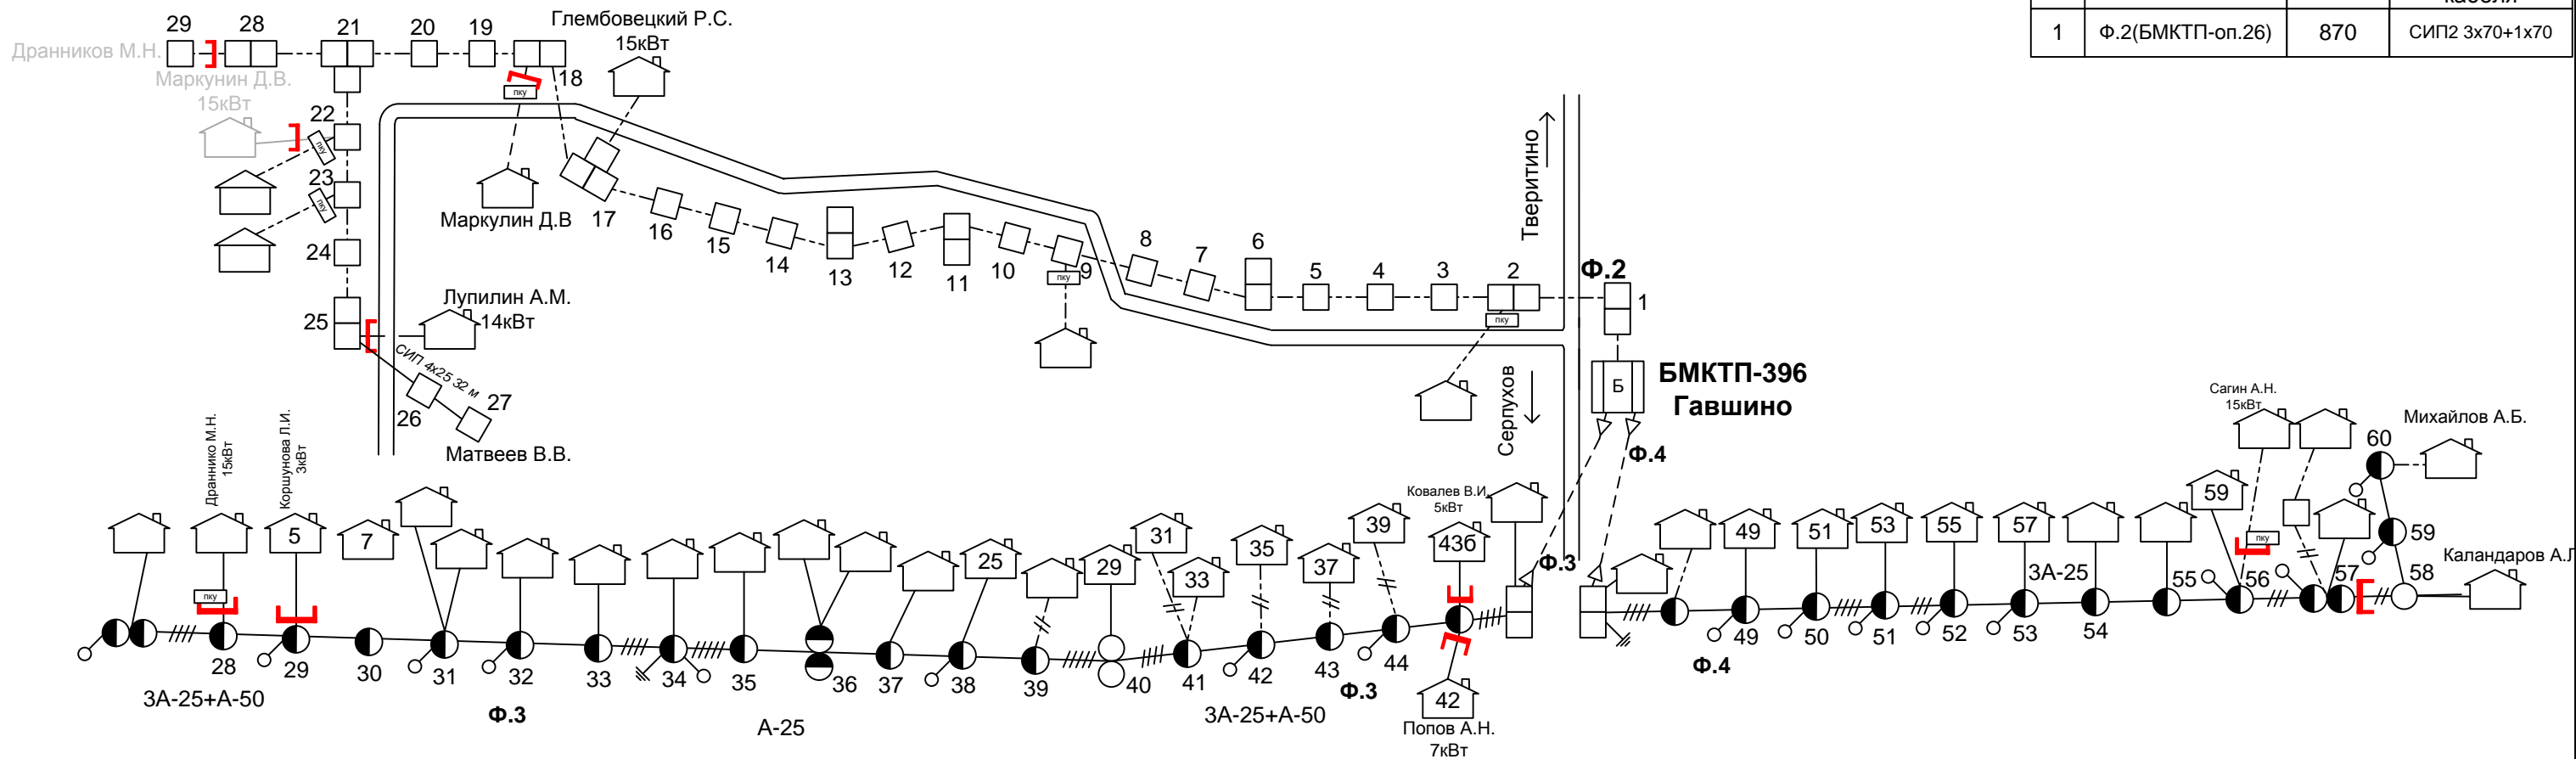 1 Ф.2(БМКТП-оп.26) 870 СИП2 3х70+1х70
29 28 21 20 19
Глембовецкий Р.С.
15кВт
Дранников М.Н.
Маркунин Д.В.
15кВт
18
пку
22
пку
23
пку
24
25
Маркулин Д.В
17 16 15 14 13 12 11 10 9 8 7 6 5 4 3 2 1
пку
пку
Ф.2
Тверитино
Серпухов
Лупилин А.М.
14кВт
СИП 4х25 32 м
26 27
Матвеев В.В.
Б
БМКТП-396
Гавшино
Ф.4
Ф.3
Драннико М.Н.
15кВт
Коршунова Л.И.
3кВт
Ковалев В.И.
5кВт
Сагин А.Н.
15кВт
Михайлов А.Б.
Каландаров А.Л
5 7 25 29 31 33 35 37 39 43б
49 51 53 55 57 59
60
59
58
пку
пку
3А-25
28 29 30 31 32 33 34 35 36 37 38 39 40 41 42 43 44
49 50 51 52 53 54 55 56 57
3А-25+А-50
Ф.3
А-25
3А-25+А-50
Ф.3
42
Попов А.Н.
7кВт
Ф.4